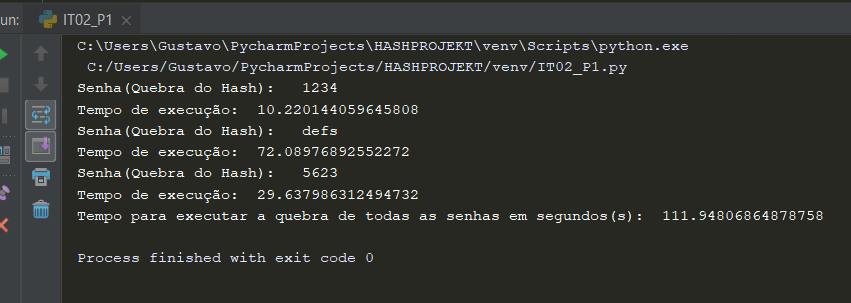 un: IT02_P1
C:\Users\Gustavo\PycharmProjects\HASHPROJEKT\venv\Scripts\python.exe
C:/Users/Gustavo/PycharmProjects/HASHPROJEKT/venv/IT02_P1.py
Senha(Quebra do Hash): 1234
Tempo de execução: 10.220144059645808
Senha(Quebra do Hash): defs
Tempo de execução: 72.08976892552272
Senha(Quebra do Hash): 5623
Tempo de execução: 29.637986312494732
Tempo para executar a quebra de todas as senhas em segundos(s): 111.94806864878758
Process finished with exit code 0